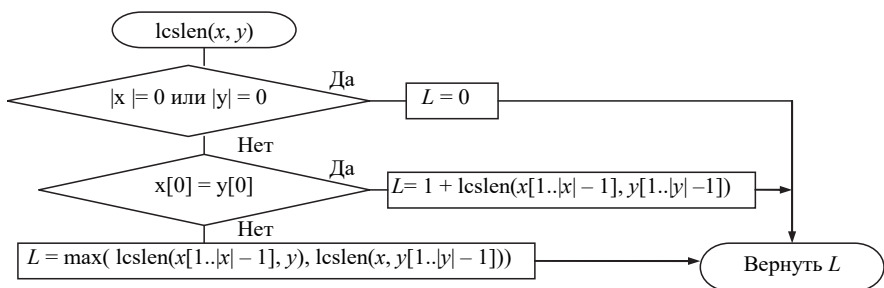 lcslen(x, y)
Да
|x |= 0 или |y| = 0
L = 0
Нет
Да
x[0] = y[0]
L= 1 + lcslen(x[1..|x| – 1], y[1..|y| –1])
Нет
L = max( lcslen(x[1..|x| – 1], y), lcslen(x, y[1..|y| – 1]))
Вернуть L